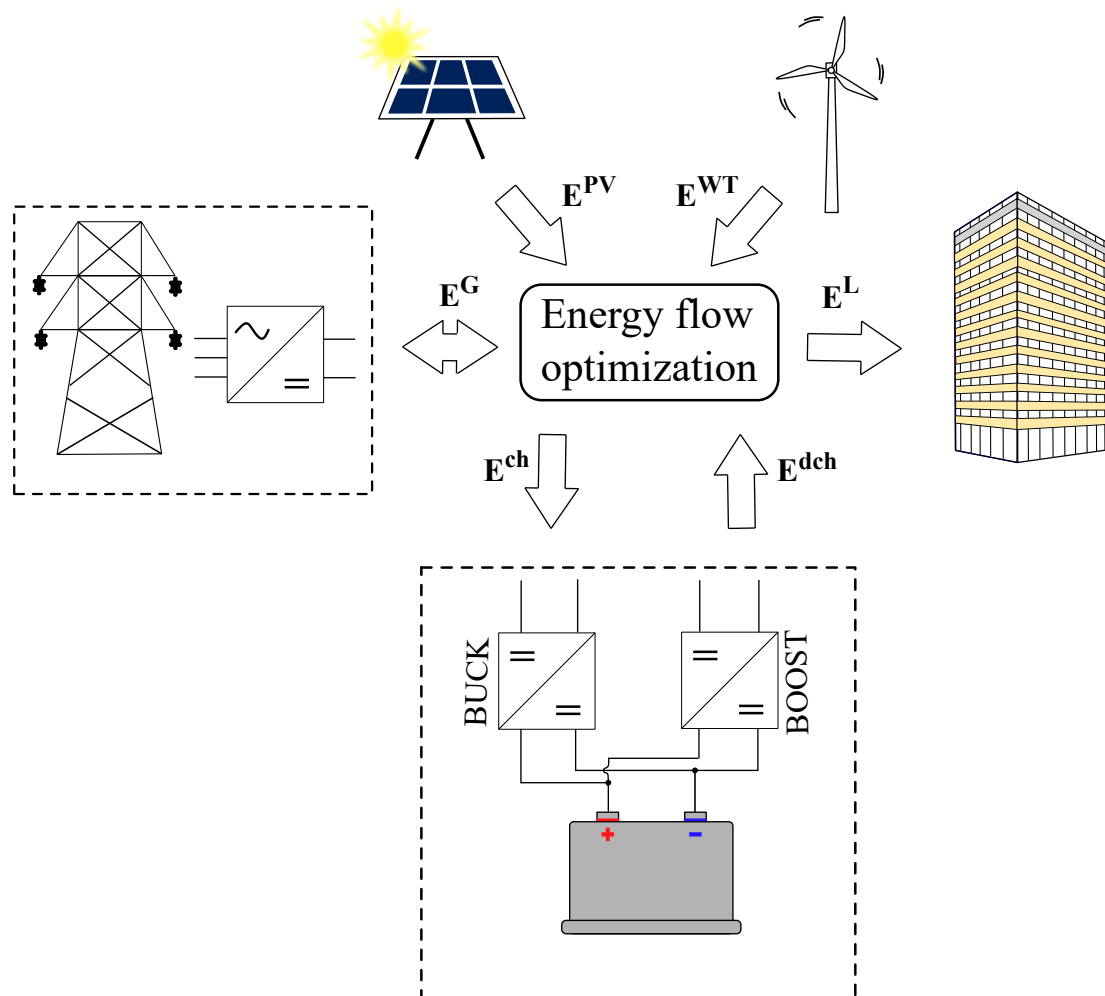 E^PV
E^WT
E^G
Energy flow
optimization
E^L
E^ch
E^dch
BUCK
BOOST
+
−